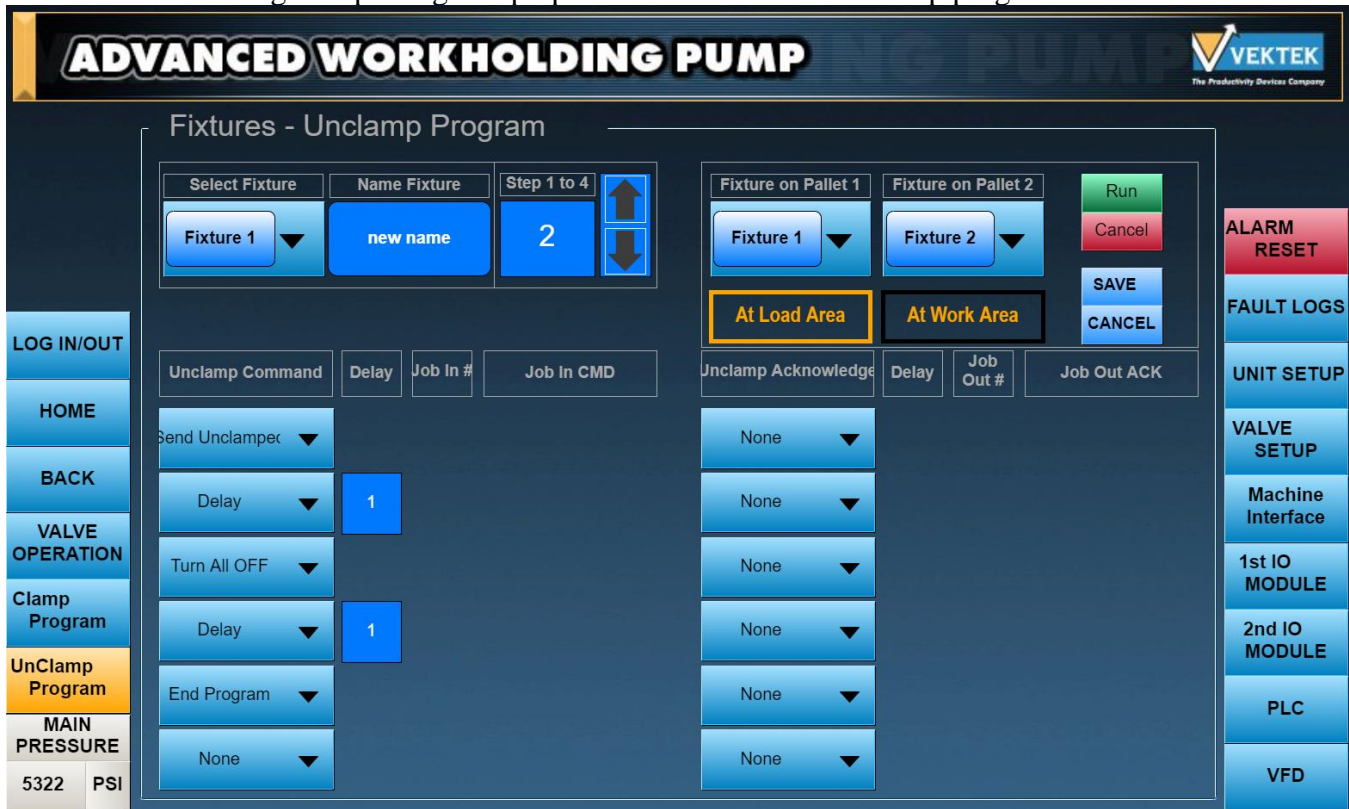 ADVANCED WORKHOLDING PUMP
VEKTEK
The Productivity Devices Company
Fixtures - Unclamp Program
Select Fixture
Name Fixture
Step 1 to 4
Fixture 1
new name
2
Fixture on Pallet 1
Fixture on Pallet 2
Fixture 1
Fixture 2
Run
Cancel
At Load Area
At Work Area
SAVE
CANCEL
Unclamp Command
Delay
Job In #
Job In CMD
Unclamp Acknowledge
Delay
Job
Out #
Job Out ACK
Send Unclamped
None
Delay
1
None
Turn All OFF
None
Delay
1
None
End Program
None
None
None
LOG IN/OUT
HOME
BACK
VALVE
OPERATION
Clamp
Program
UnClamp
Program
MAIN
PRESSURE
5322 PSI
ALARM
RESET
FAULT LOGS
UNIT SETUP
VALVE
SETUP
Machine
Interface
1st IO
MODULE
2nd IO
MODULE
PLC
VFD